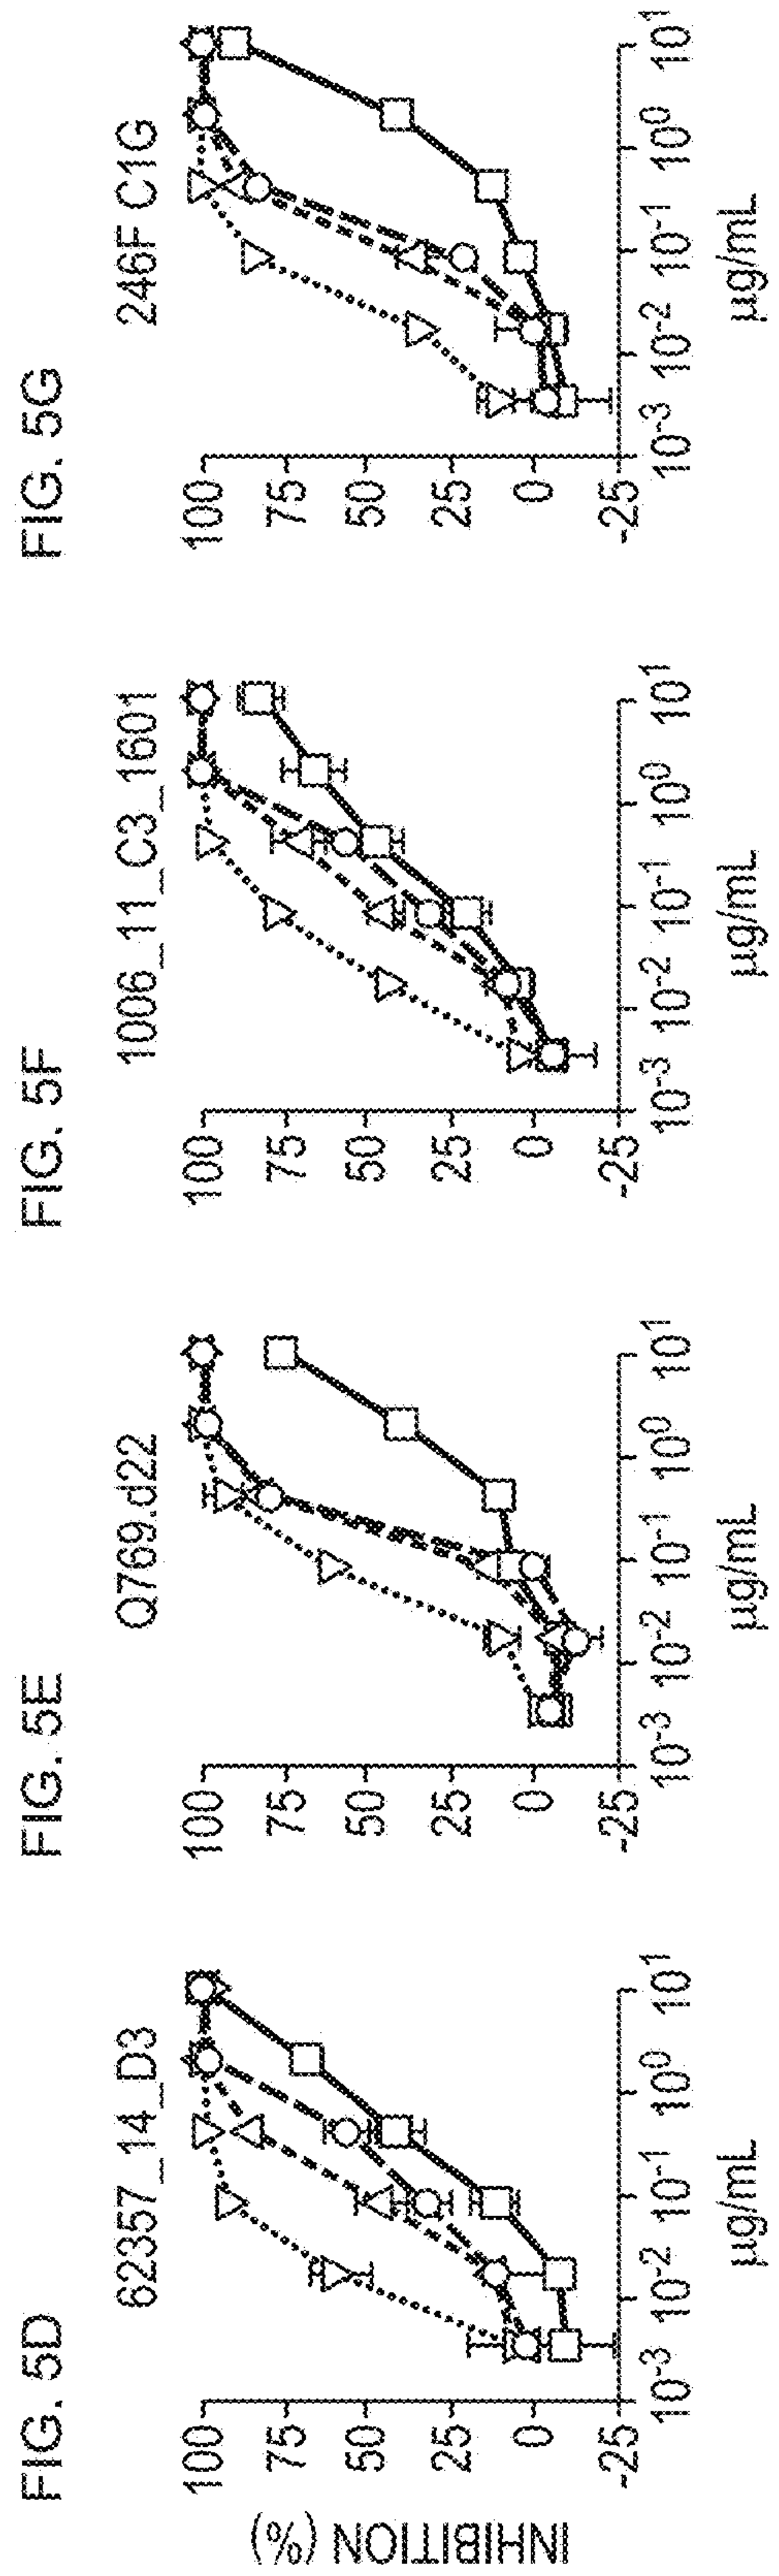 FIG. 5D
62357_14_D3
INHIBITION (%)
100
75
50
25
0
-25
10-3 10-2 10-1 100 101
µg/mL
FIG. 5E
Q769.d22
100
75
50
25
0
-25
10-3 10-2 10-1 100 101
µg/mL
FIG. 5F
1006_11_C3_1601
100
75
50
25
0
-25
10-3 10-2 10-1 100 101
µg/mL
FIG. 5G
246F C1G
100
75
50
25
0
-25
10-3 10-2 10-1 100 101
µg/mL